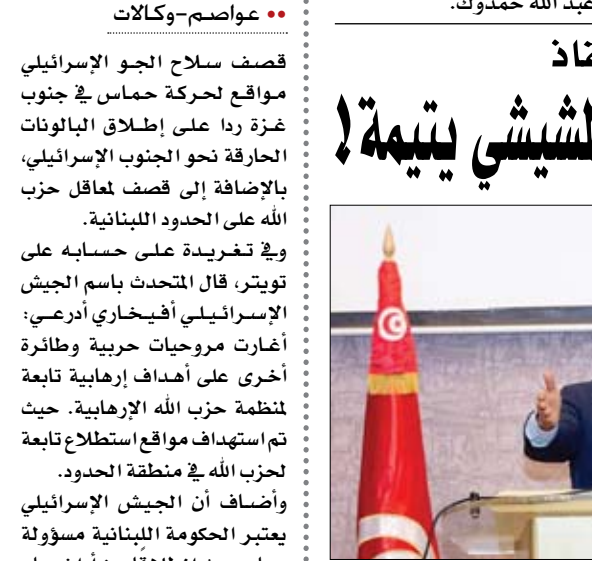 عبد الله حمدوك.
لمشيشي يتيمة!
•• عواصم-وكالات
قصف سلاح الجو الإسرائيلي
مواقع لحركة حماس في جنوب
غزة ردا على إطلاق البالونات
الحارقة نحو الجنوب الإسرائيلي،
بالإضافة إلى قصف لمعاقل حزب
الله على الحدود اللبنانية.
وفي تغريدة على حسابه على
تويتر، قال المتحدث باسم الجيش
الإسرائيلي أفيخاري أدرعي:
أغارت مروحيات حربية وطائرة
أخرى على أهداف إرهابية تابعة
لمنظمة حزب الله الإرهابية. حيث
تم استهداف مواقع استطلاع تابعة
لحزب الله في منطقة الحدود.
وأضاف أن الجيش الإسرائيلي
يعتبر الحكومة اللبنانية مسؤولة